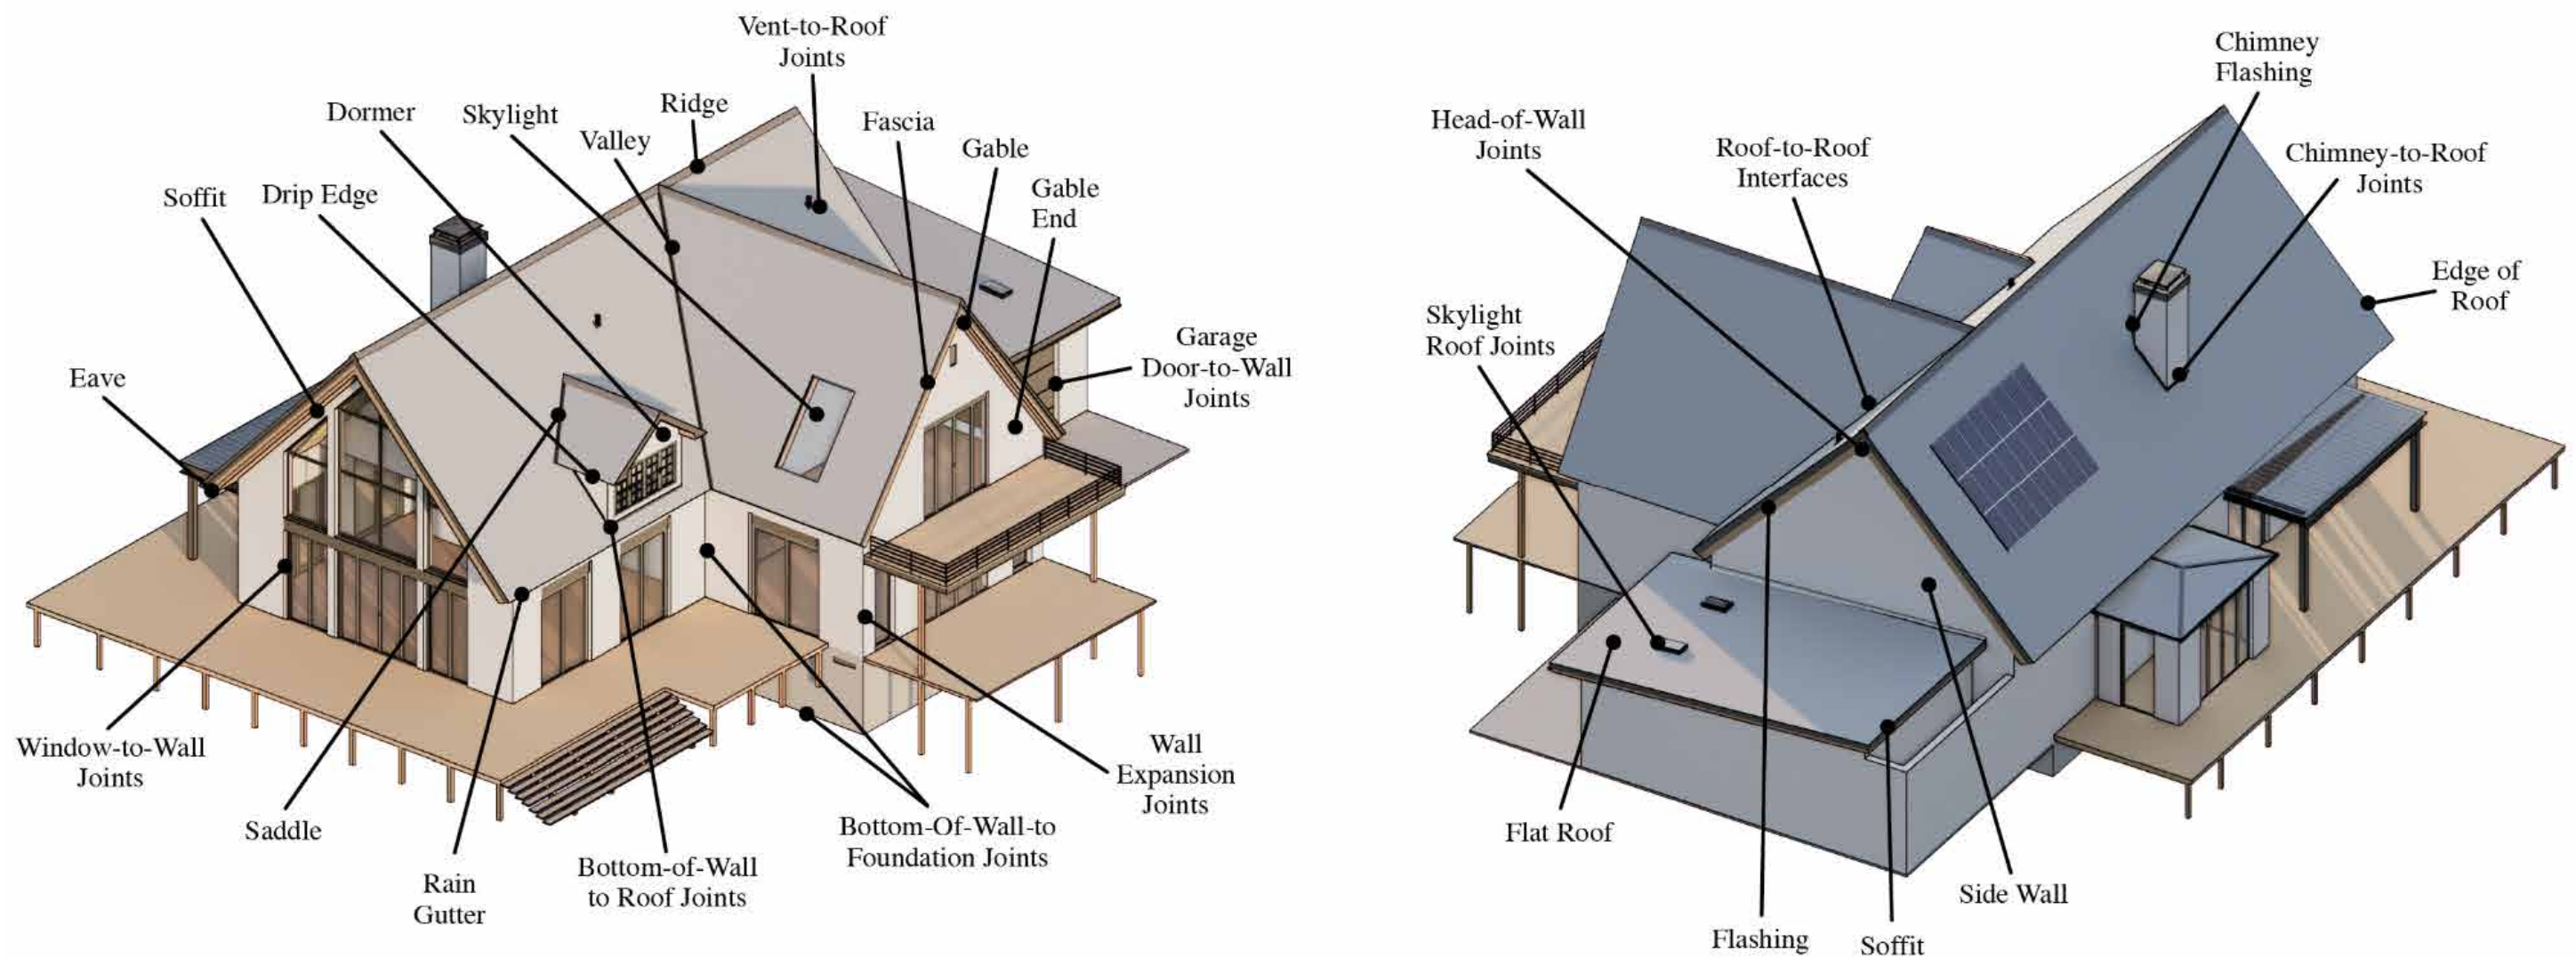 Vent-to-Roof
Joints
Ridge
Dormer
Skylight
Valley
Fascia
Gable
Soffit
Drip Edge
Gable
End
Eave
Garage
Door-to-Wall
Joints
Window-to-Wall
Joints
Saddle
Rain
Gutter
Bottom-of-Wall
to Roof Joints
Bottom-Of-Wall-to
Foundation Joints
Wall
Expansion
Joints
Chimney
Flashing
Head-of-Wall
Joints
Roof-to-Roof
Interfaces
Chimney-to-Roof
Joints
Edge of
Roof
Skylight
Roof Joints
Flat Roof
Flashing
Soffit
Side Wall